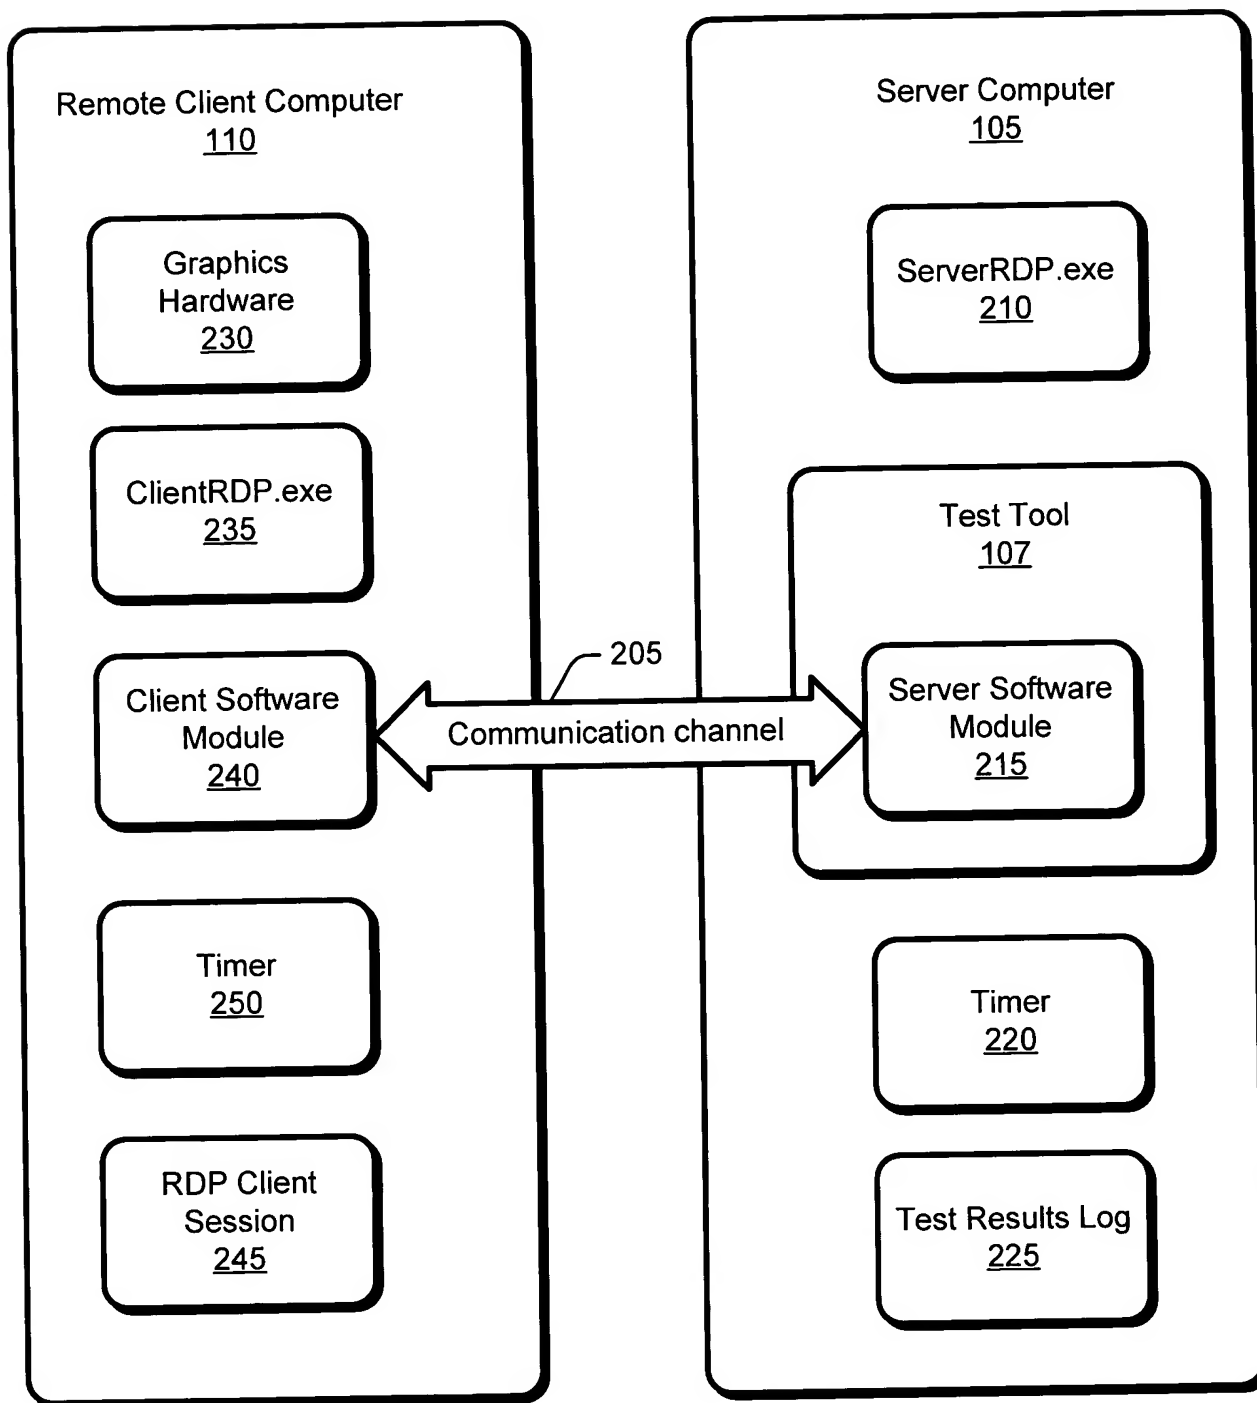 Remote Client Computer
110
Graphics
Hardware
230
ClientRDP.exe
235
Client Software
Module
240
Timer
250
RDP Client
Session
245
205
Communication channel
Server Computer
105
ServerRDP.exe
210
Test Tool
107
Server Software
Module
215
Timer
220
Test Results Log
225